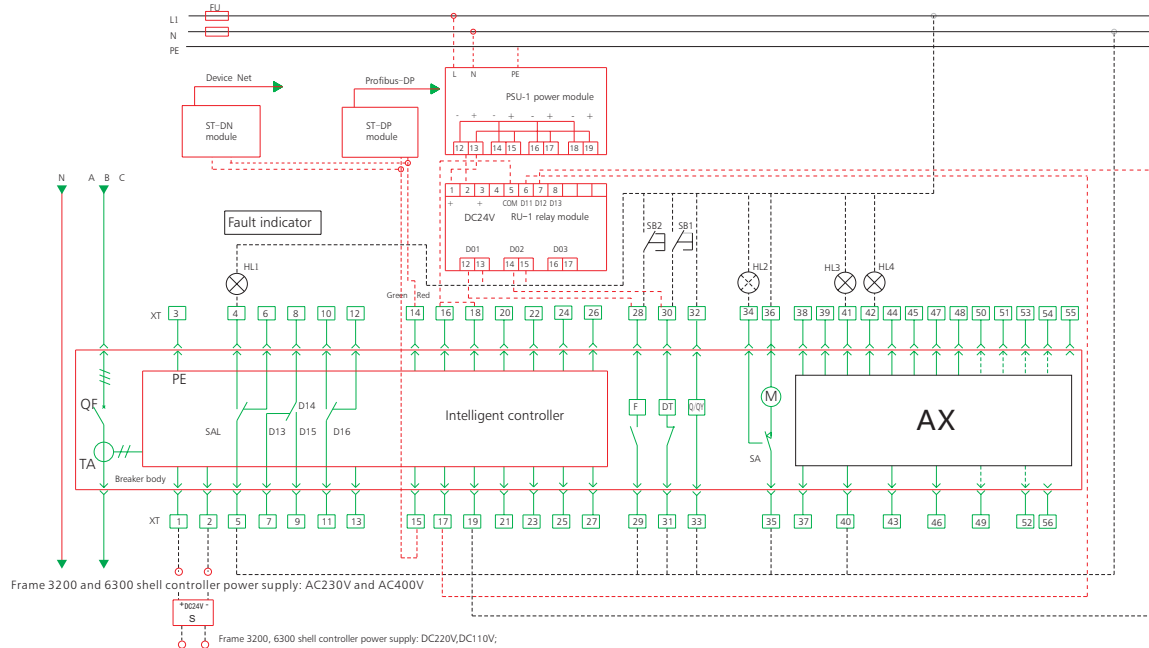 FU
L1
N
PE
Device Net
Profibus-DP
L N PE
PSU-1 power module
ST-DN
module
ST-DP
module
- + - + - + - +
12 13 14 15 16 17 18 19
N A B C
1 2 3 4 5 6 7 8
+ + COM D11 D12 D13
DC24V RU-1 relay module
Fault indicator
SB2 SB1
D01 D02 D03
12 13 14 15 16 17
HL1
HL2 HL3 HL4
Green Red
XT 3 4 6 8 10 12 14 16 18 20 22 24 26 28 30 32 34 36 38 39 41 42 44 45 47 48 50 51 53 54 55
PE
QF
Intelligent controller
F DT Q/QY M
AX
SAL D13 D14 D15 D16
SA
TA
Breaker body
XT 1 2 5 7 9 11 13 15 17 19 21 23 25 27 29 31 33 35 37 40 43 46 49 52 56
Frame 3200 and 6300 shell controller power supply: AC230V and AC400V
+ DC24V -
S
Frame 3200, 6300 shell controller power supply: DC220V,DC110V;